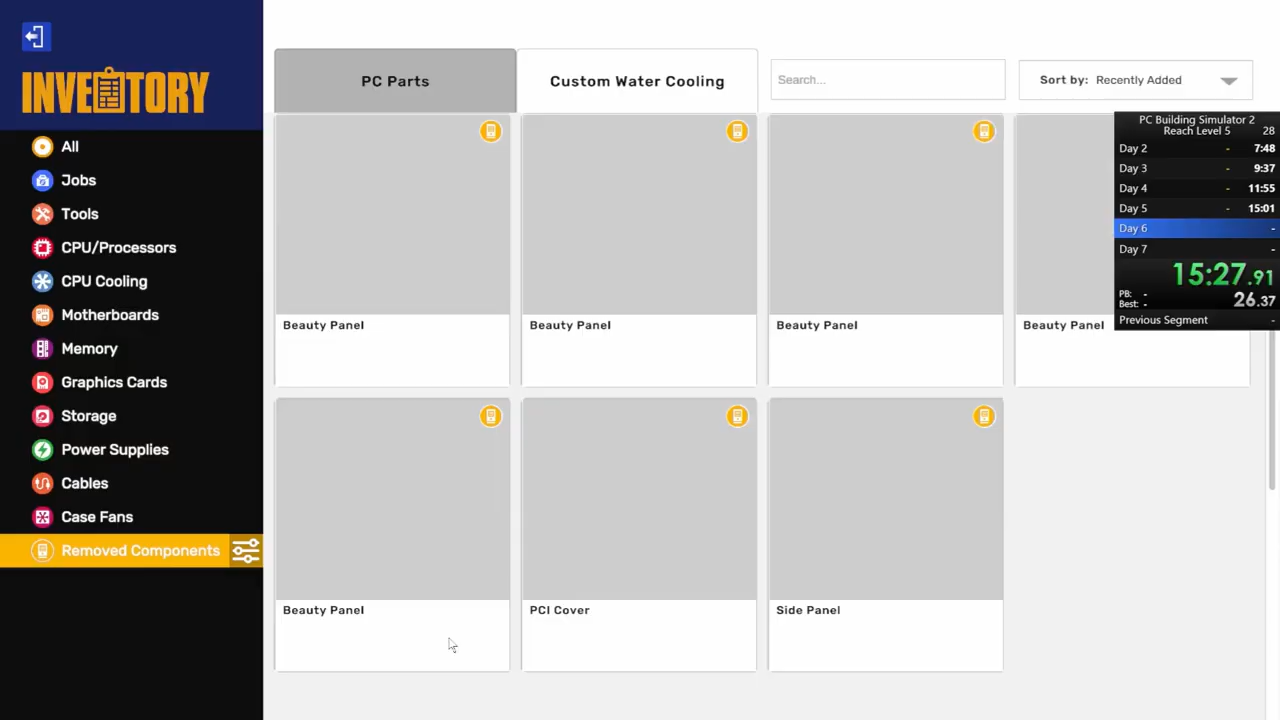 INVENTORY
All
Jobs
Tools
CPU/Processors
CPU Cooling
Motherboards
Memory
Graphics Cards
Storage
Power Supplies
Cables
Case Fans
Removed Components
PC Parts
Custom Water Cooling
Search...
Sort by: Recently Added
Beauty Panel
Beauty Panel
Beauty Panel
Beauty Panel
Beauty Panel
PCI Cover
Side Panel
PC Building Simulator 2
Reach Level 5 28
Day 2 - 7:48
Day 3 - 9:37
Day 4 - 11:55
Day 5 - 15:01
Day 6 -
Day 7 -
15:27.91
PB: -
Best: - 26.37
Previous Segment -